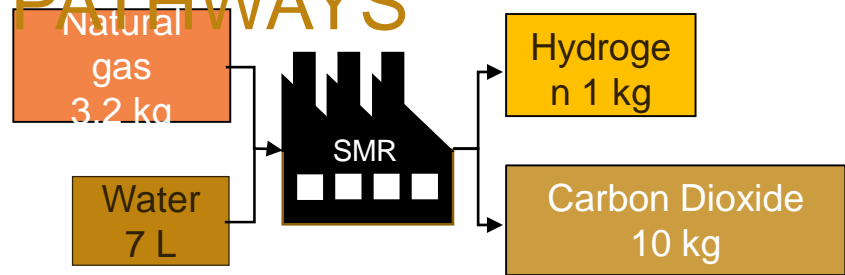 PATHWAYS
Natural
gas
3.2 kg
Water
7 L
SMR
Hydroge
n 1 kg
Carbon Dioxide
10 kg